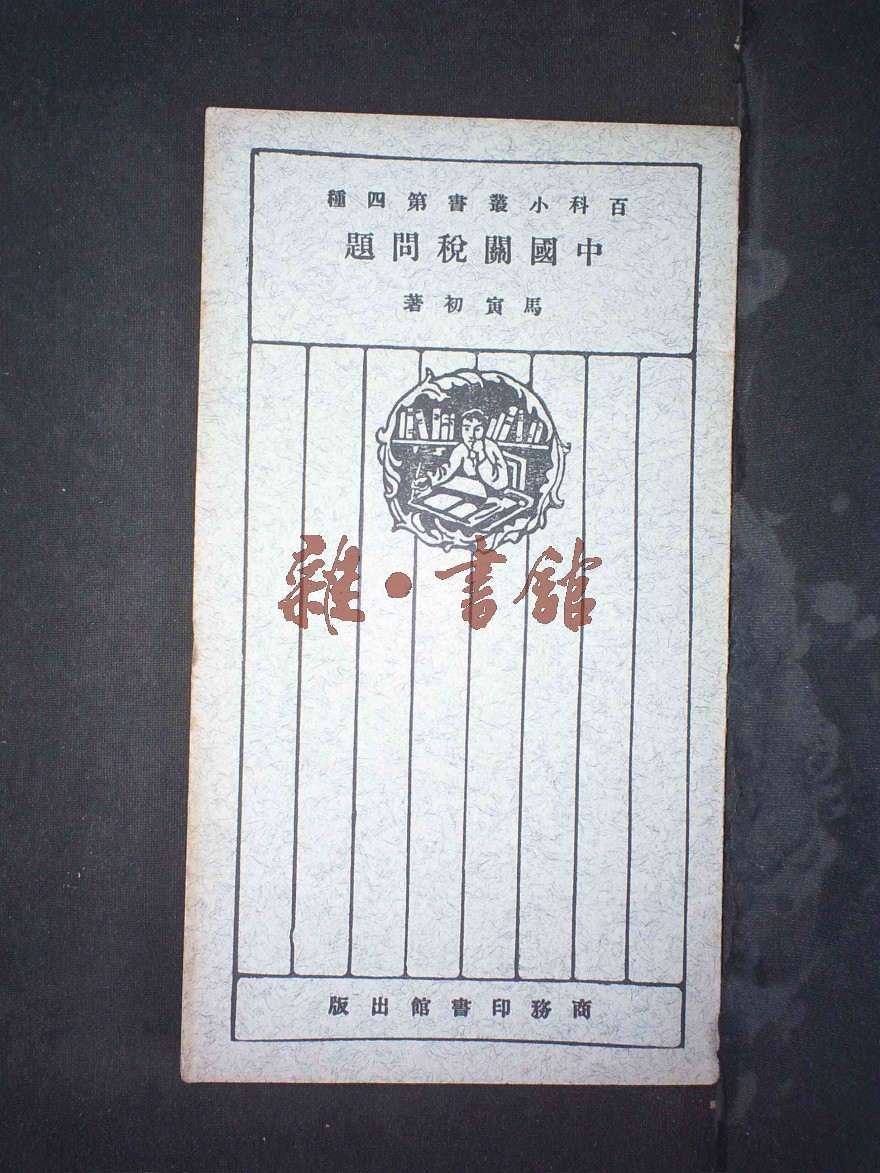 百科小叢書第四種
中國關稅問題
馬寅初著
雜·書館
商務印書館出版